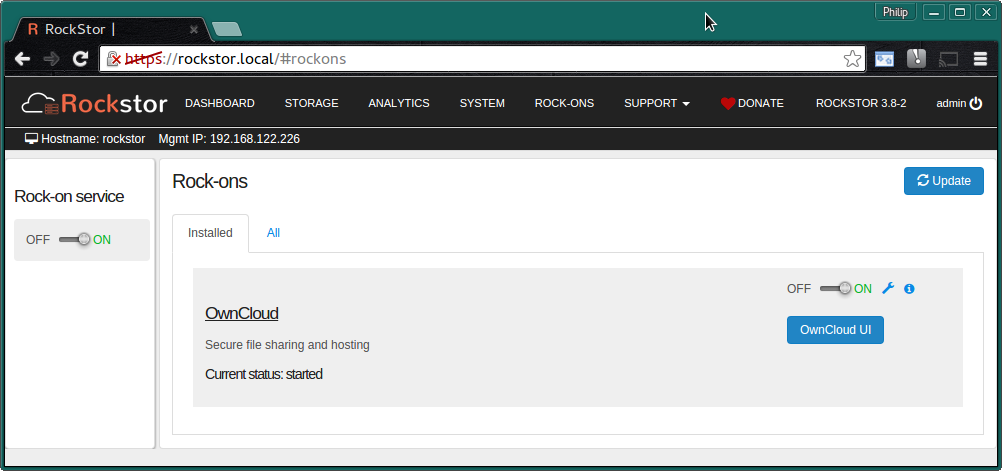 Philip
R RockStor |
https://rockstor.local/#rockons
Rockstor DASHBOARD STORAGE ANALYTICS SYSTEM ROCK-ONS SUPPORT DONATE ROCKSTOR 3.8-2 admin
Hostname: rockstor Mgmt IP: 192.168.122.226
Rock-on service
OFF ON
Rock-ons
Update
Installed All
OFF ON
OwnCloud
OwnCloud UI
Secure file sharing and hosting
Current status: started